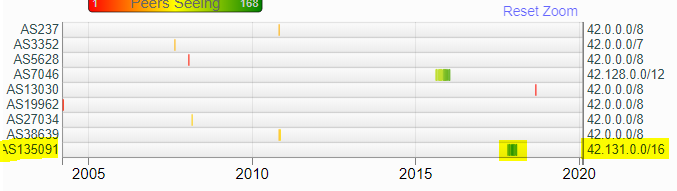 Peers Seeing
1 168
Reset Zoom
AS237 42.0.0.0/8
AS3352 42.0.0.0/7
AS5628 42.0.0.0/8
AS7046 42.128.0.0/12
AS13030 42.0.0.0/8
AS19962 42.0.0.0/8
AS27034 42.0.0.0/8
AS38639 42.0.0.0/8
AS135091 42.131.0.0/16
2005 2010 2015 2020